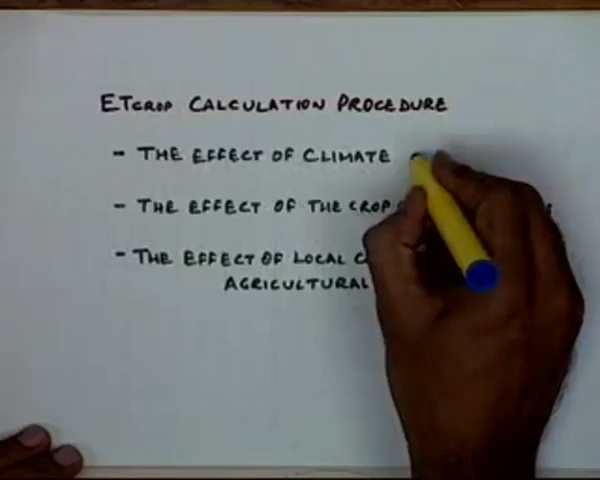 ETCROP CALCULATION PROCEDURE
- THE EFFECT OF CLIMATE
- THE EFFECT OF THE CROP
- THE EFFECT OF LOCAL
AGRICULTURAL